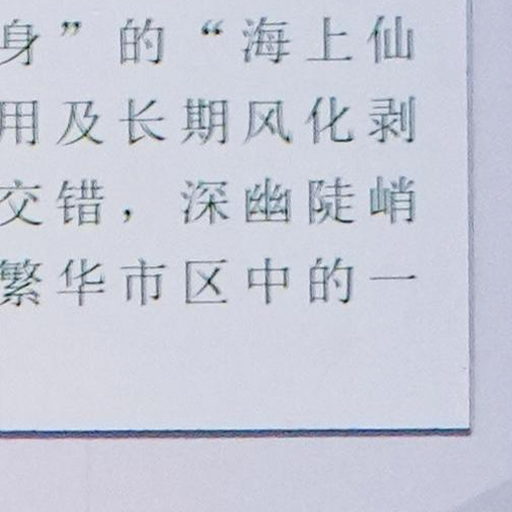 身”的“海上仙
用及长期风化剥
交错，深幽陡峭
繁华市区中的一